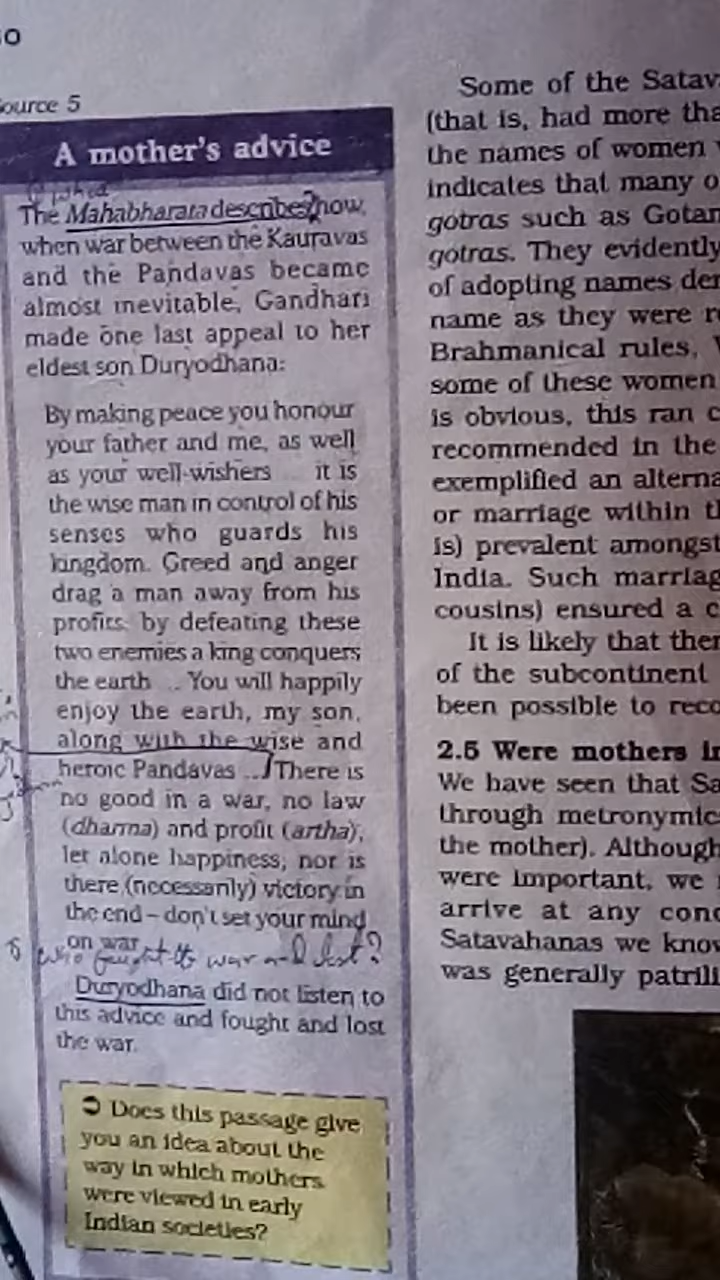 Source 5
A mother's advice
The Mahabharata describes how,
when war between the Kauravas
and the Pandavas became
almost inevitable, Gandhari
made one last appeal to her
eldest son Duryodhana:
By making peace you honour
your father and me, as well
as your well-wishers ... it is
the wise man in control of his
senses who guards his
kingdom. Greed and anger
drag a man away from his
profits; by defeating these
two enemies a king conquers
the earth ... You will happily
enjoy the earth, my son,
along with the wise and
heroic Pandavas ... There is
no good in a war, no law
(dharma) and profit (artha),
let alone happiness; nor is
there (necessarily) victory in
the end – don't set your mind
on war
who fought the war and lost?
Duryodhana did not listen to
this advice and fought and lost
the war.
Does this passage give
you an idea about the
way in which mothers
were viewed in early
Indian societies?
Some of the Satav
(that is, had more tha
the names of women
indicates that many o
gotras such as Gotam
gotras. They evidently
of adopting names der
name as they were r
Brahmanical rules.
some of these women
is obvious, this ran c
recommended in the
exemplified an alterna
or marriage within th
is) prevalent amongst
India. Such marriag
cousins) ensured a c
It is likely that ther
of the subcontinent
been possible to reco
2.5 Were mothers in
We have seen that Sa
through metronymic
the mother). Although
were important, we
arrive at any conc
Satavahanas we know
was generally patrili